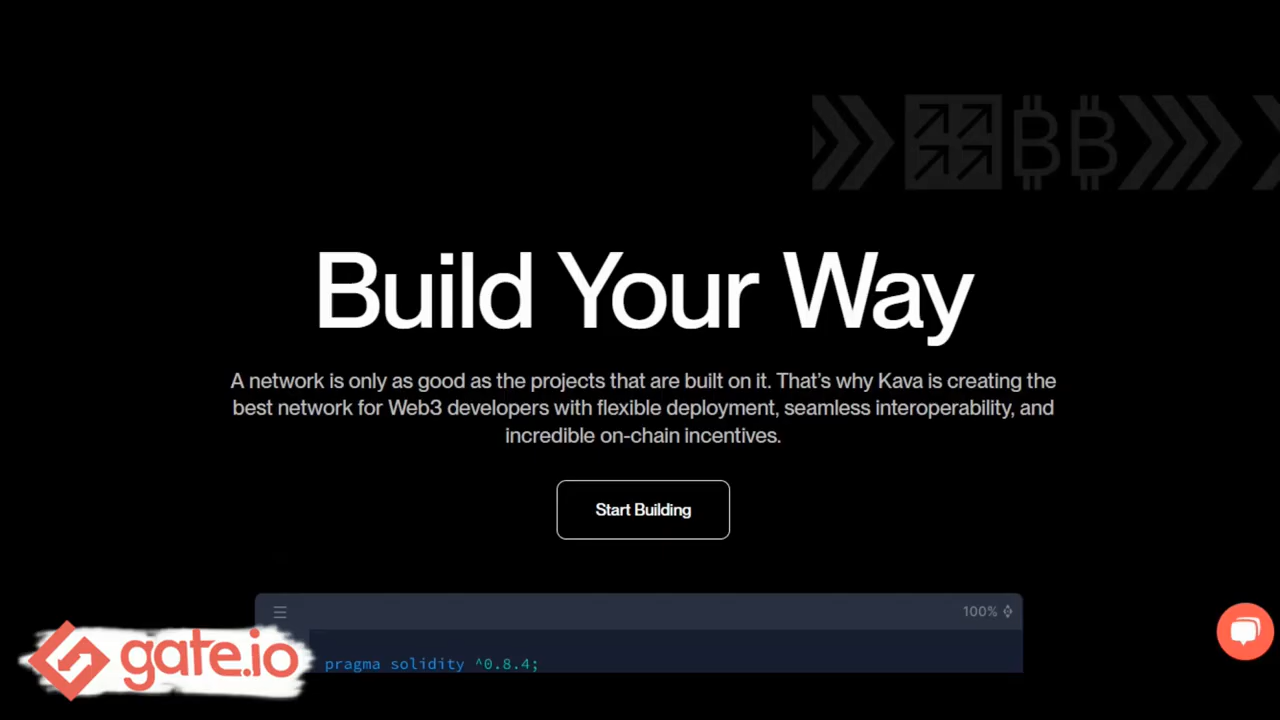 Build Your Way
A network is only as good as the projects that are built on it. That’s why Kava is creating the
best network for Web3 developers with flexible deployment, seamless interoperability, and
incredible on-chain incentives.
Start Building
100%
pragma solidity ^0.8.4;
gate.io